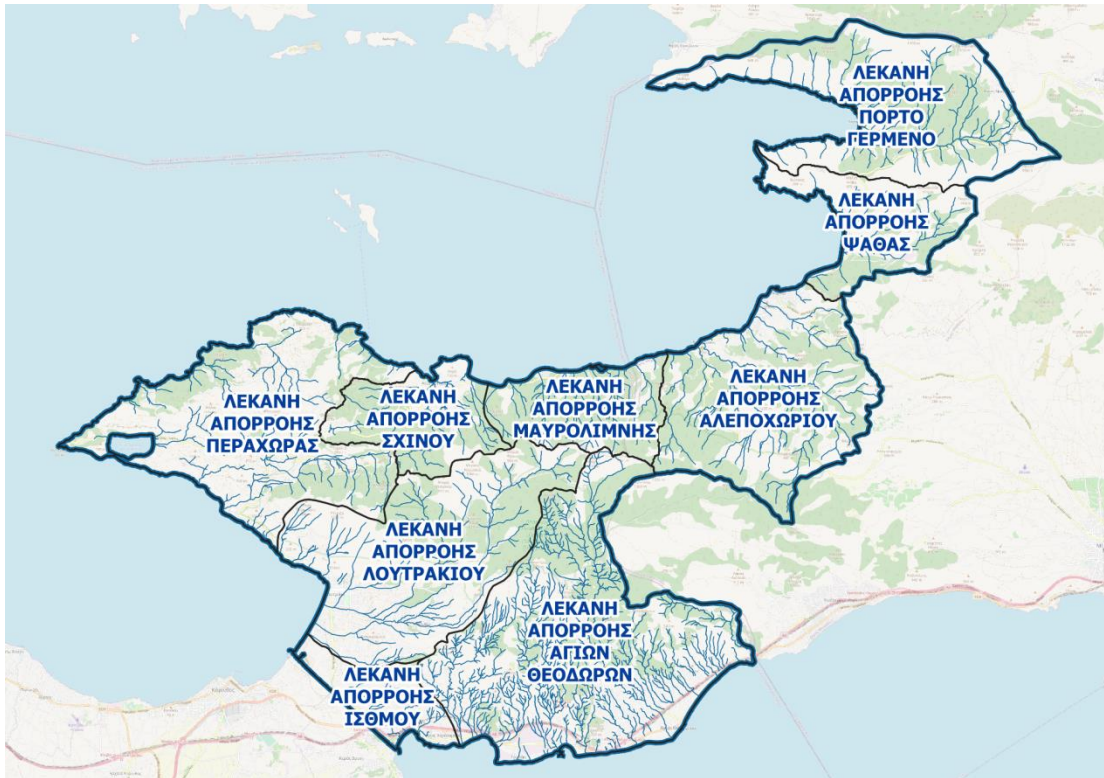 ΛΕΚΑΝΗ
ΑΠΟΡΡΟΗΣ
ΠΟΡΤΟ
ΓΕΡΜΕΝΟ
ΛΕΚΑΝΗ
ΑΠΟΡΡΟΗΣ
ΨΑΘΑΣ
ΛΕΚΑΝΗ
ΑΠΟΡΡΟΗΣ
ΠΕΡΑΧΩΡΑΣ
ΛΕΚΑΝΗ
ΑΠΟΡΡΟΗΣ
ΣΧΙΝΟΥ
ΛΕΚΑΝΗ
ΑΠΟΡΡΟΗΣ
ΜΑΥΡΟΛΙΜΝΗΣ
ΛΕΚΑΝΗ
ΑΠΟΡΡΟΗΣ
ΑΛΕΠΟΧΩΡΙΟΥ
ΛΕΚΑΝΗ
ΑΠΟΡΡΟΗΣ
ΛΟΥΤΡΑΚΙΟΥ
ΛΕΚΑΝΗ
ΑΠΟΡΡΟΗΣ
ΑΓΙΩΝ
ΘΕΟΔΩΡΩΝ
ΛΕΚΑΝΗ
ΑΠΟΡΡΟΗΣ
ΙΣΘΜΟΥ